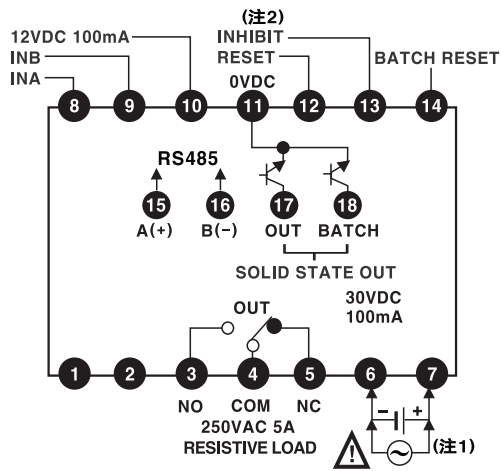 (注2)
12VDC 100mA
INHIBIT
INB
RESET
BATCH RESET
INA
0VDC
8
9
10
11
12
13
14
RS485
15
16
17
18
A(+)
B(-)
OUT
BATCH
SOLID STATE OUT
30VDC
100mA
OUT
1
2
3
4
5
6
7
NO
COM
NC
- +
250VAC 5A
(注1)
RESISTIVE LOAD
!